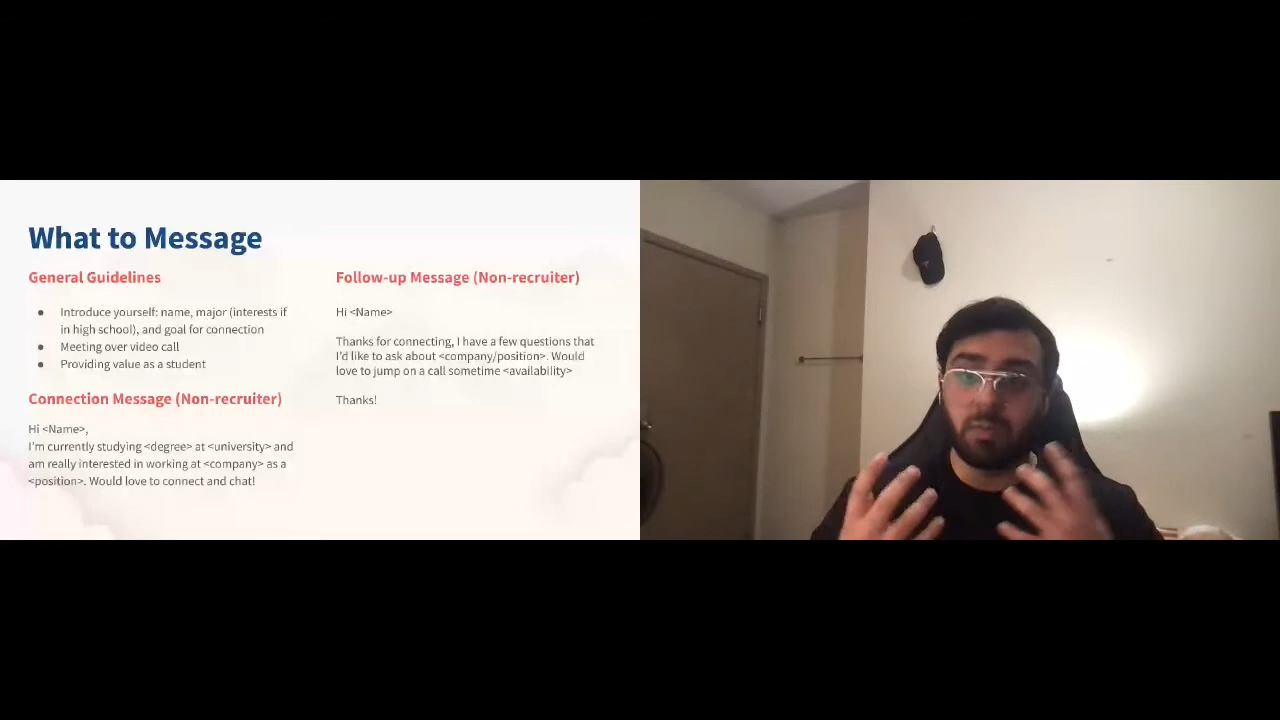 What to Message
General Guidelines
● Introduce yourself: name, major (interests if
in high school), and goal for connection
● Meeting over video call
● Providing value as a student
Connection Message (Non-recruiter)
Hi <Name>,
I'm currently studying <degree> at <university> and
am really interested in working at <company> as a
<position>. Would love to connect and chat!
Follow-up Message (Non-recruiter)
Hi <Name>
Thanks for connecting, I have a few questions that
I'd like to ask about <company/position>. Would
love to jump on a call sometime <availability>
Thanks!